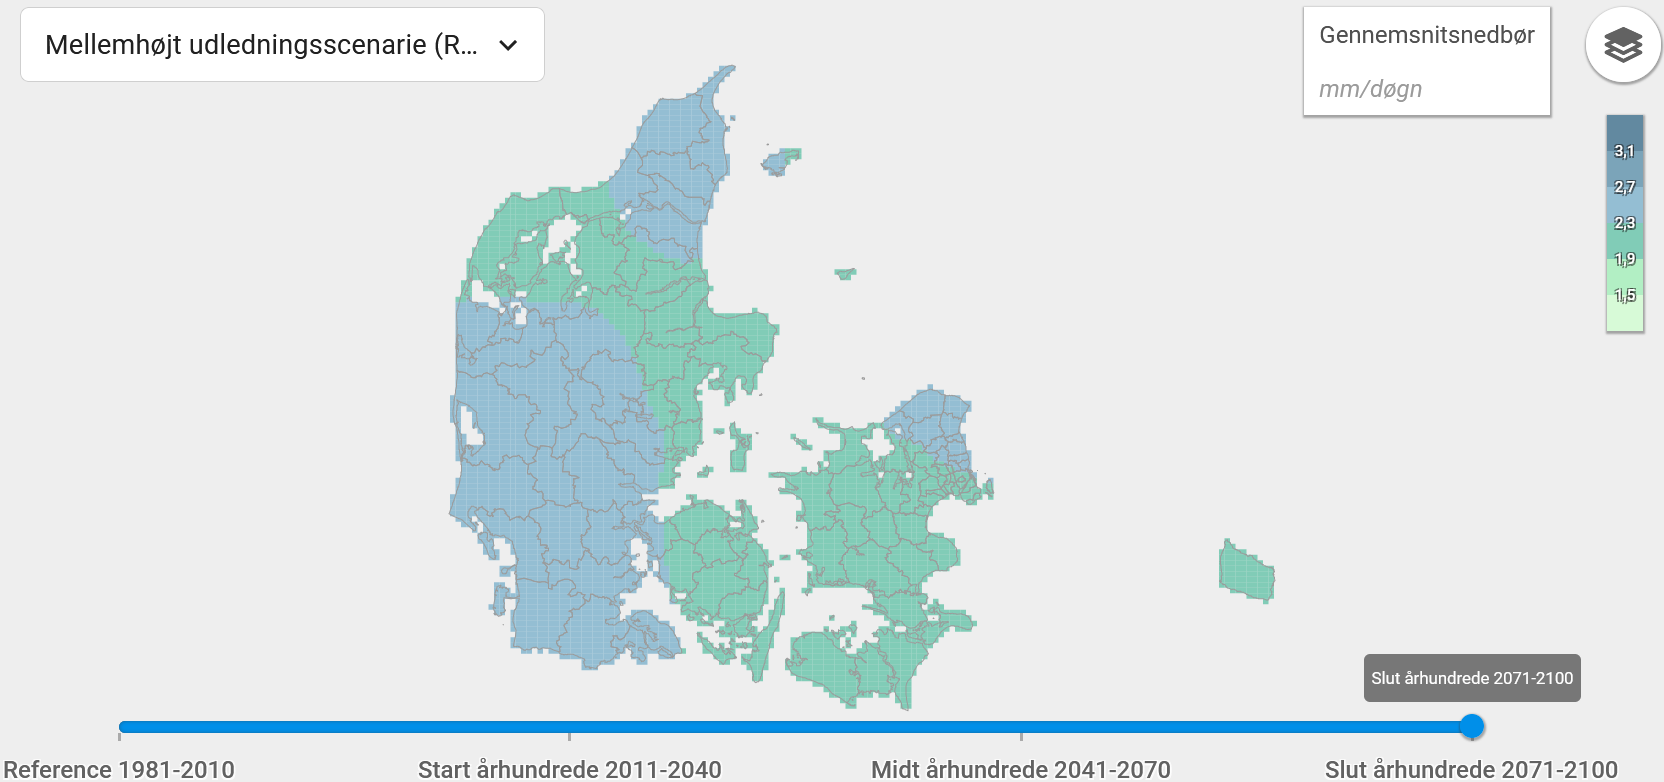 Mellemhøjt udledningsscenarie (R...
Gennemsnitsnedbør
mm/døgn
3,1
2,7
2,3
1,9
1,5
Slut århundrede 2071-2100
Reference 1981-2010
Start århundrede 2011-2040
Midt århundrede 2041-2070
Slut århundrede 2071-2100